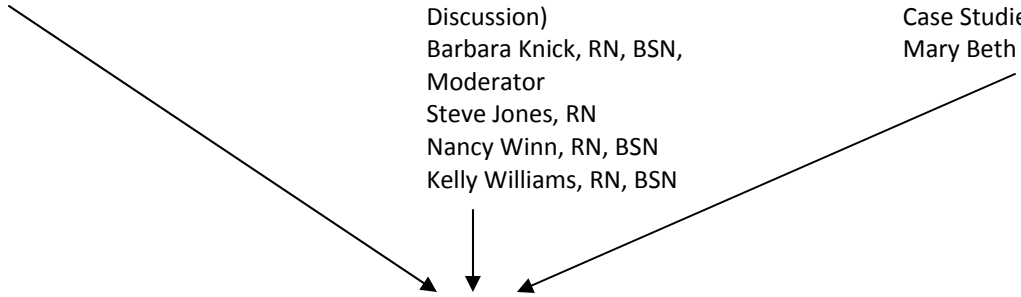 Discussion)
Barbara Knick, RN, BSN,
Moderator
Steve Jones, RN
Nancy Winn, RN, BSN
Kelly Williams, RN, BSN
Case Studie
Mary Beth